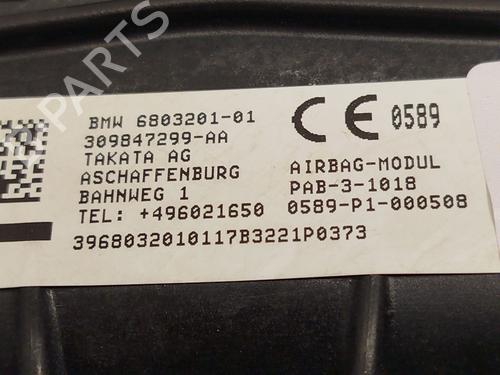 B-PARTS
BMW 6803201-01
309847299-AA
TAKATA AG
ASCHAFFENBURG
BAHNWEG 1
TEL: +496021650
CE 0589
AIRBAG-MODUL
PAB-3-1018
0589-P1-000508
3968032010117B3221P0373